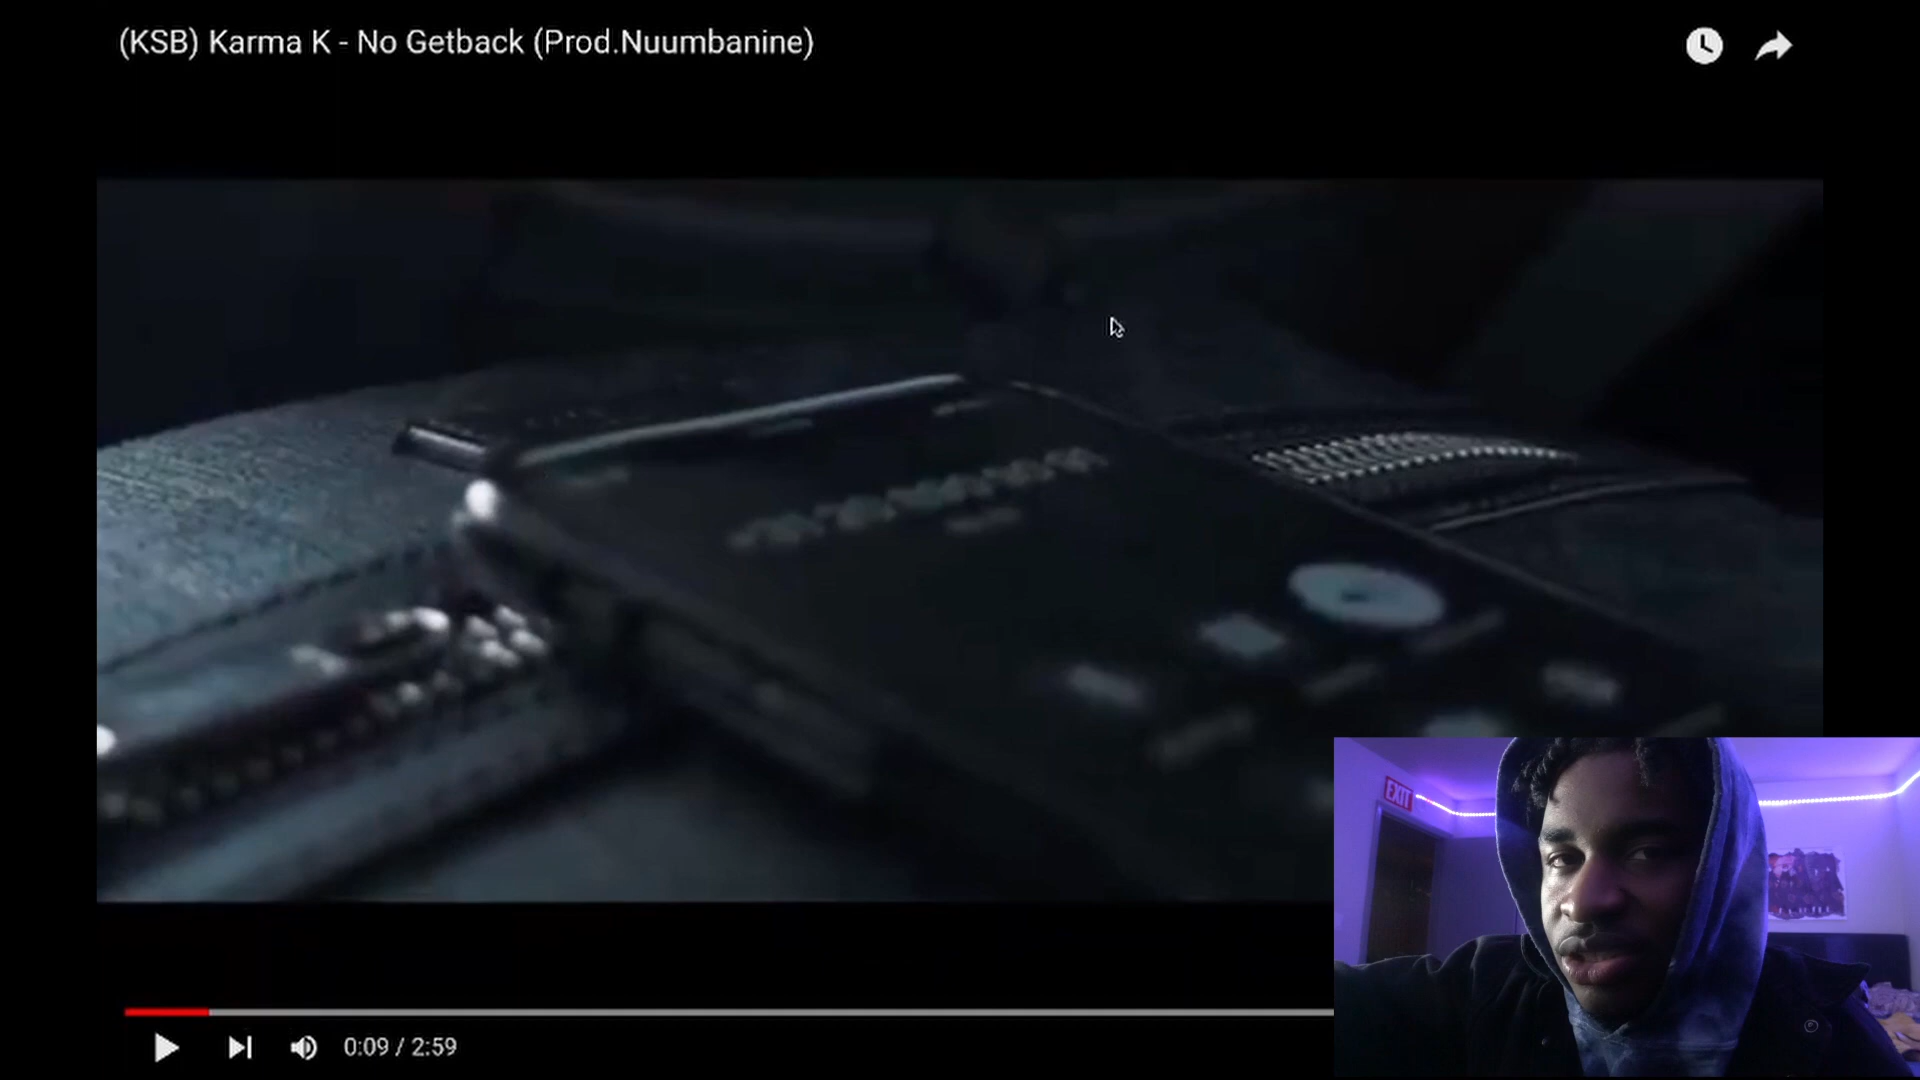 (KSB) Karma K - No Getback (Prod.Nuumbanine)
EXIT
0:09 / 2:59